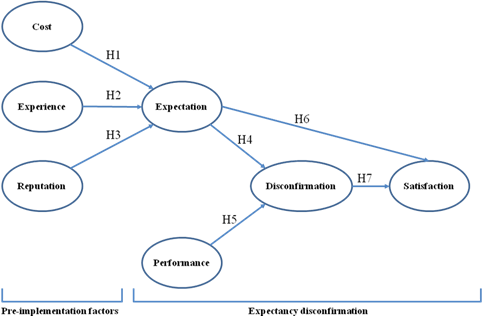 Cost
H1
Experience
H2
Expectation
H6
H3
H4
Reputation
Disconfirmation
H7
Satisfaction
H5
Performance
Pre-implementation factors
Expectancy disconfirmation